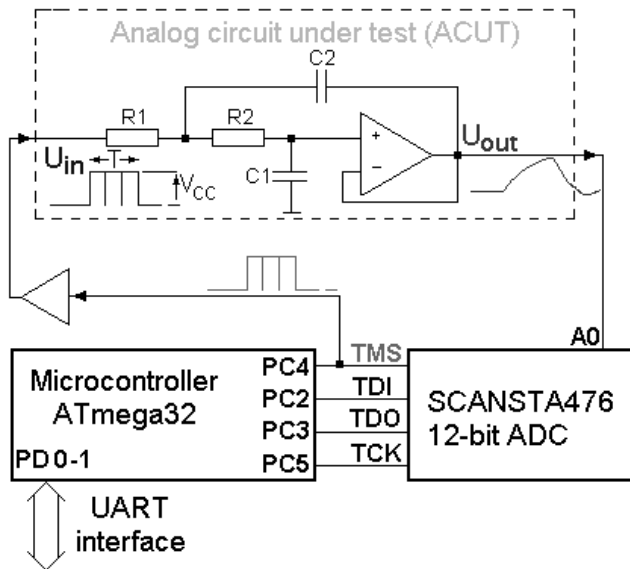 Analog circuit under test (ACUT)
C2
R1
R2
Uin
T
VCC
C1
+
−
Uout
A0
PC4
TMS
Microcontroller
ATmega32
PC2
TDI
SCANSTA476
12-bit ADC
PC3
TDO
PD0-1
PC5
TCK
UART
interface